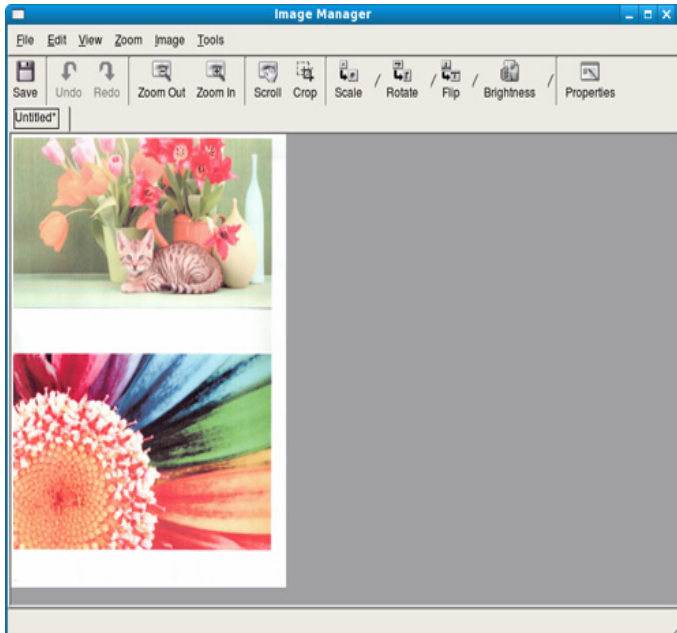 Image Manager
File Edit View Zoom Image Tools
Save Undo Redo Zoom Out Zoom In Scroll Crop Scale / Rotate / Flip / Brightness / Properties
Untitled*